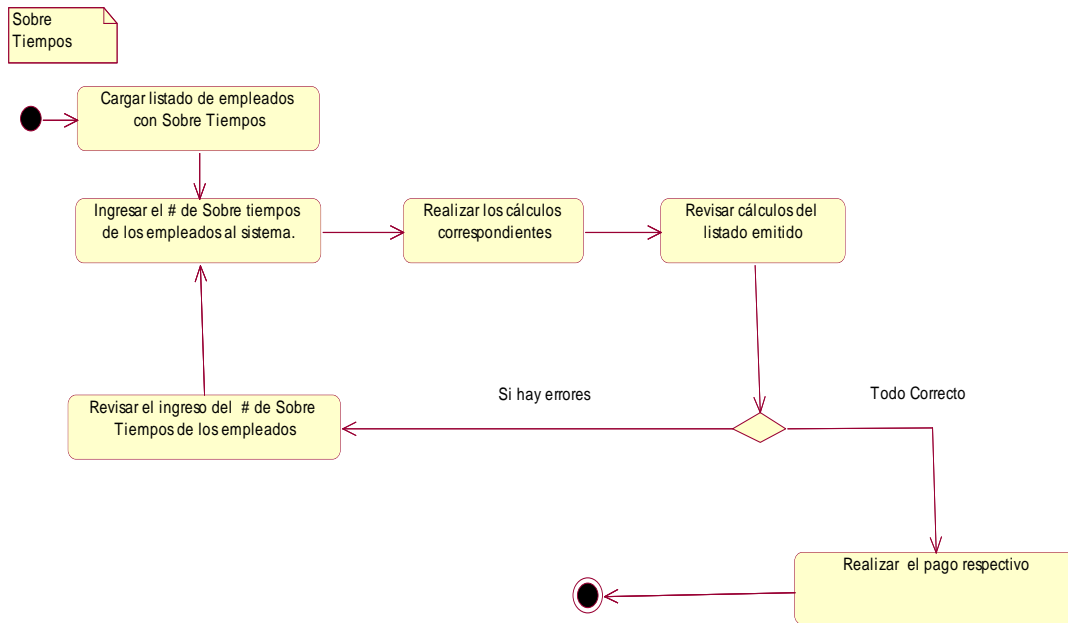 Sobre
Tiempos
Cargar listado de empleados
con Sobre Tiempos
Ingresar el # de Sobre tiempos
de los empleados al sistema.
Realizar los cálculos
correspondientes
Revisar cálculos del
listado emitido
Si hay errores
Todo Correcto
Revisar el ingreso del # de Sobre
Tiempos de los empleados
Realizar el pago respectivo